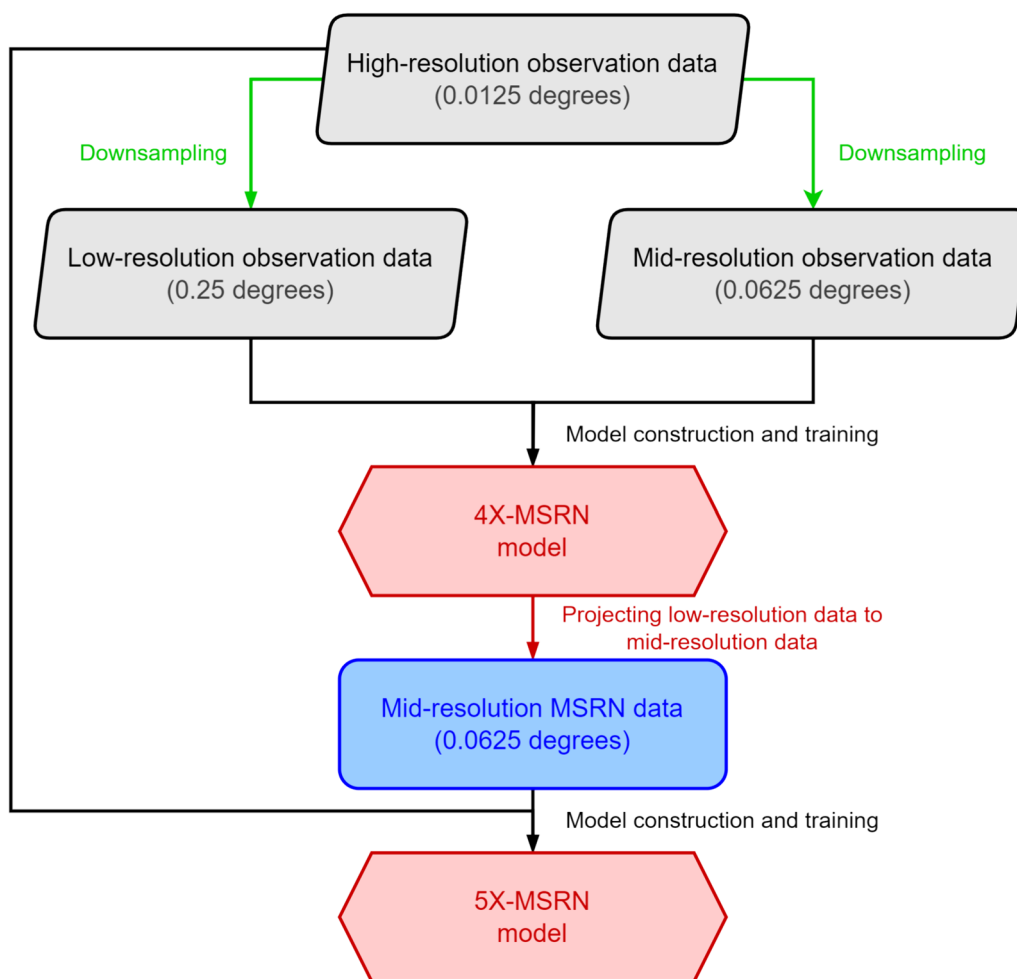 High-resolution observation data
(0.0125 degrees)
Downsampling
Downsampling
Low-resolution observation data
(0.25 degrees)
Mid-resolution observation data
(0.0625 degrees)
Model construction and training
4X-MSRN
model
Projecting low-resolution data to
mid-resolution data
Mid-resolution MSRN data
(0.0625 degrees)
Model construction and training
5X-MSRN
model